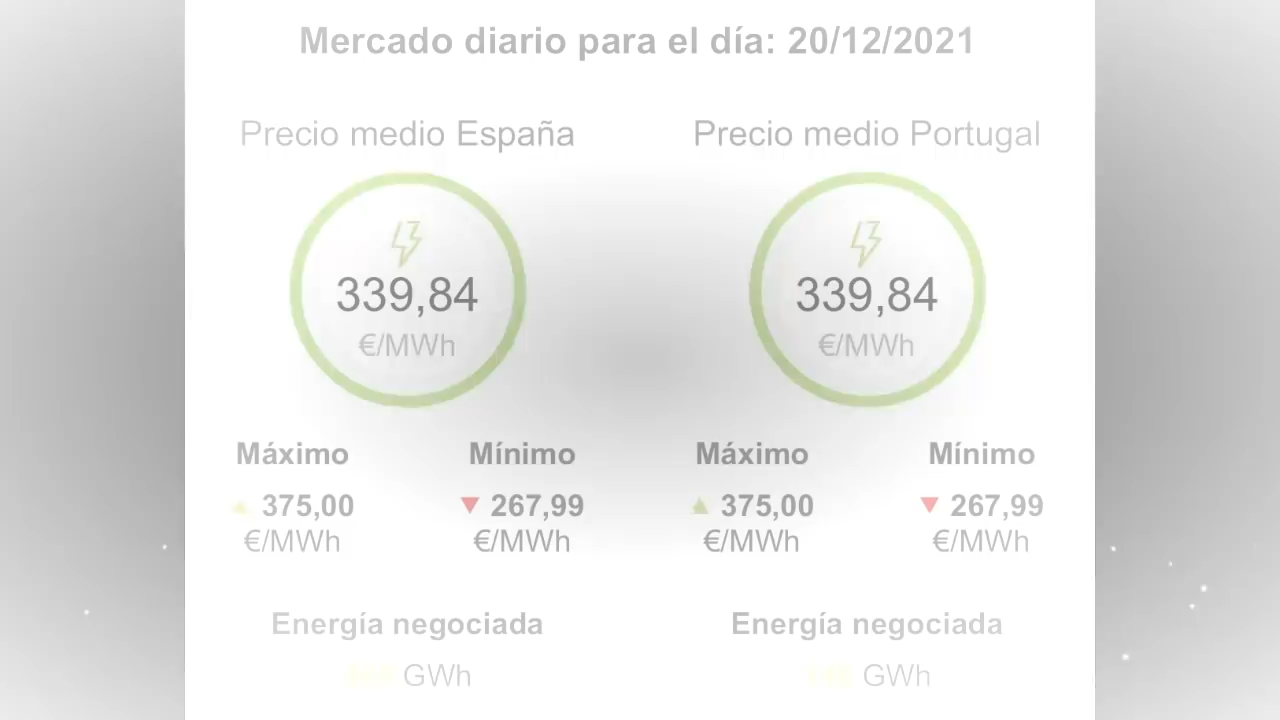 Mercado diario para el día: 20/12/2021
Precio medio España
Precio medio Portugal
339,84
€/MWh
339,84
€/MWh
Máximo
Mínimo
Máximo
Mínimo
375,00
€/MWh
267,99
€/MWh
375,00
€/MWh
267,99
€/MWh
Energía negociada
Energía negociada
GWh
GWh